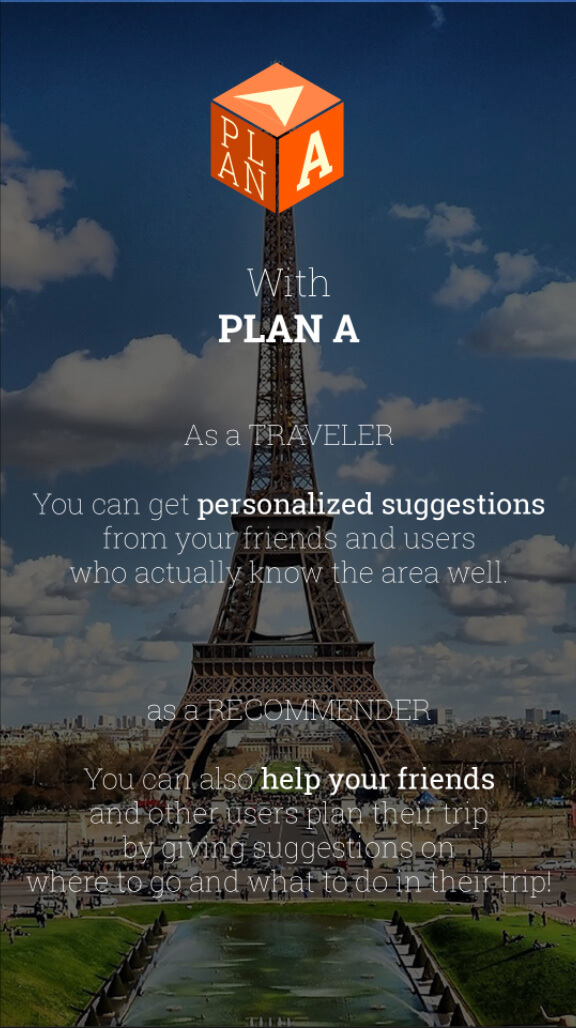 PL
AN
A
With
PLAN A
As a TRAVELER
You can get personalized suggestions
from your friends and users
who actually know the area well.
as a RECOMMENDER
You can also help your friends
and other users plan their trip
by giving suggestions on
where to go and what to do in their trip!